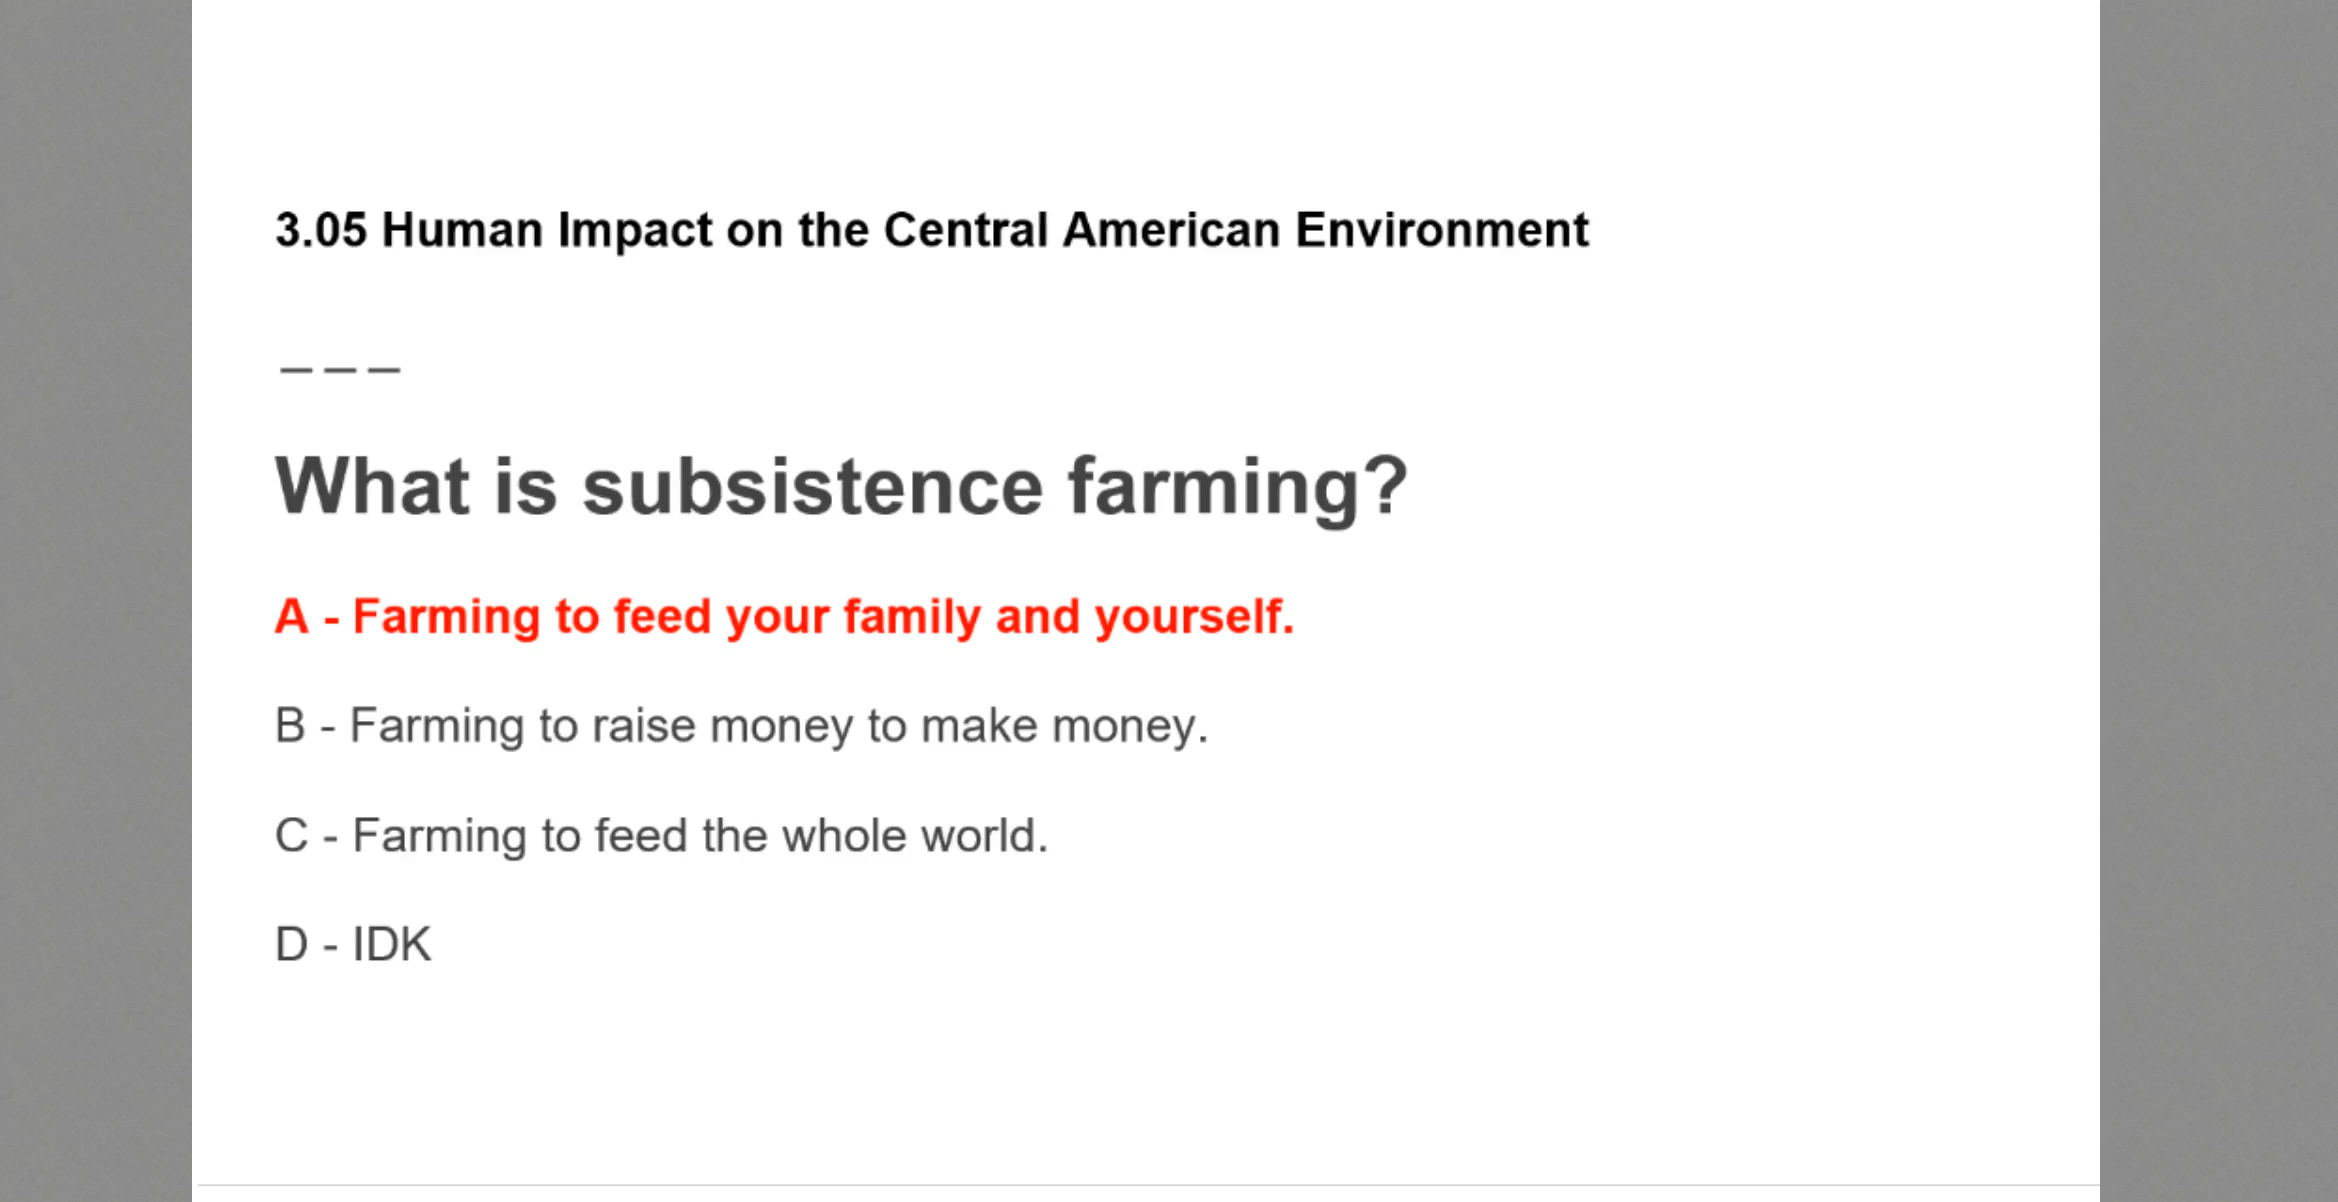 3.05 Human Impact on the Central American Environment
———
What is subsistence farming?
A - Farming to feed your family and yourself.
B - Farming to raise money to make money.
C - Farming to feed the whole world.
D - IDK